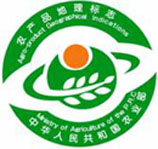 农产品地理标志
Agro-product Geographical Indications
Ministry of Agriculture of the P.R.C
中华人民共和国农业部